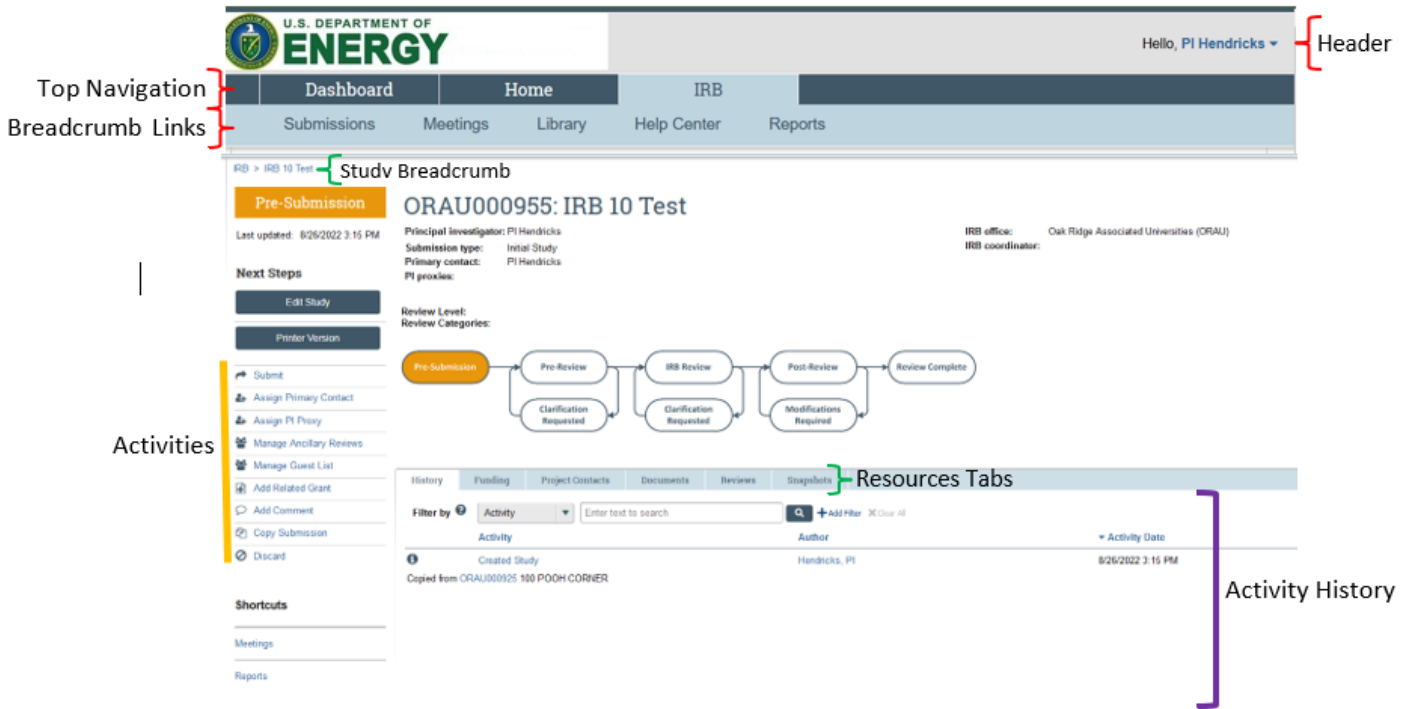 U.S. DEPARTMENT OF
ENERGY
Hello, PI Hendricks
Header
Top Navigation
Dashboard Home IRB
Breadcrumb Links
Submissions Meetings Library Help Center Reports
IRB > IRB 10 Test
Study Breadcrumb
Pre-Submission
Last updated: 8/26/2022 3:15 PM
Next Steps
Edit Study
Printer Version
Activities
Submit
Assign Primary Contact
Assign PI Proxy
Manage Ancillary Reviews
Manage Guest List
Add Related Grant
Add Comment
Copy Submission
Discard
Shortcuts
Meetings
Reports
ORAU000955: IRB 10 Test
Principal investigator: PI Hendricks
Submission type: Initial Study
Primary contact: PI Hendricks
PI proxies:
IRB office: Oak Ridge Associated Universities (ORAU)
IRB coordinator:
Review Level:
Review Categories:
Pre-Submission Pre-Review IRB Review Post-Review Review Complete
Clarification Requested
Clarification Requested
Modifications Required
History Funding Project Contacts Documents Reviews Snapshots
Resources Tabs
Filter by Activity Enter text to search Add Filter Clear All
Activity Author Activity Date
Created Study Hendricks, PI 8/26/2022 3:15 PM
Copied from ORAU000925 100 POOH CORNER
Activity History